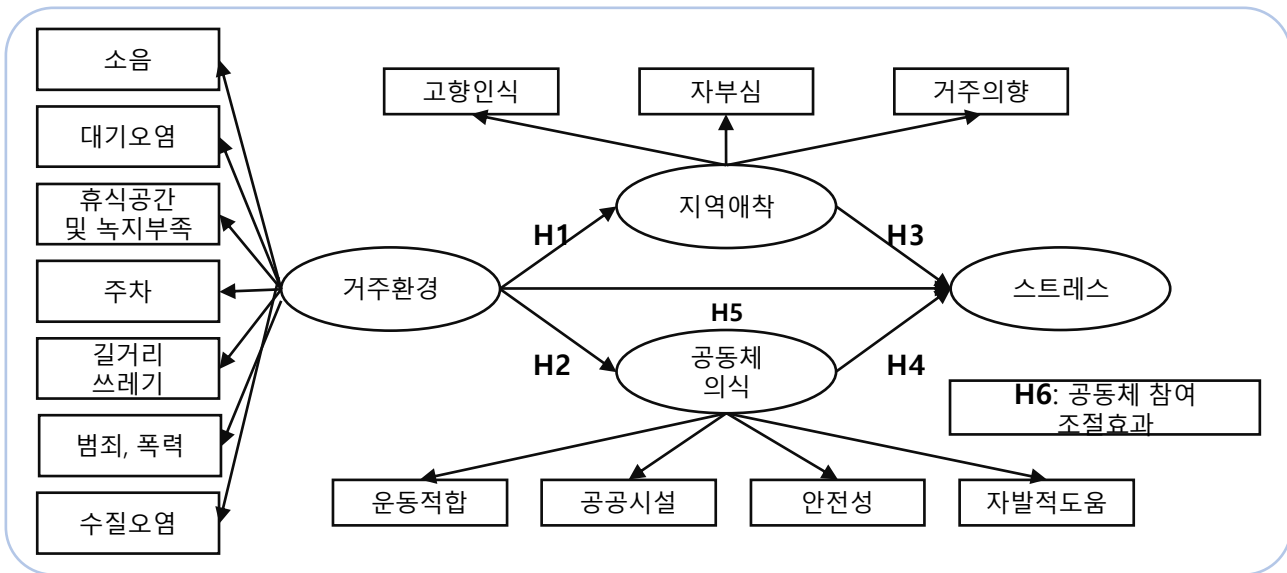 소음
대기오염
휴식공간
및 녹지부족
주차
길거리
쓰레기
범죄, 폭력
수질오염
거주환경
고향인식
자부심
거주의향
지역애착
H1
H3
스트레스
H5
H2
공동체
의식
H4
H6: 공동체 참여
조절효과
운동적합
공공시설
안전성
자발적도움